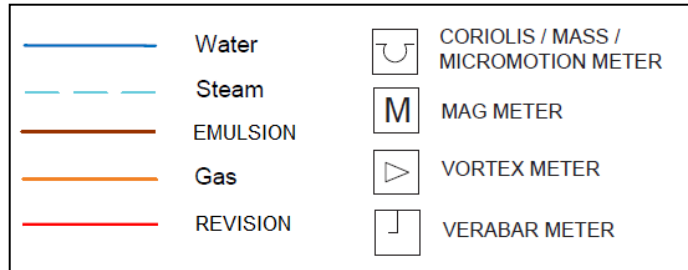 Water
Steam
EMULSION
Gas
REVISION
CORIOLIS / MASS /
MICROMOTION METER
M
MAG METER
VORTEX METER
VERABAR METER